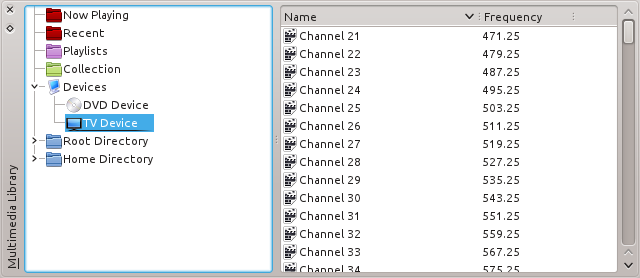 Multimedia Library
Now Playing
Recent
Playlists
Collection
Devices
DVD Device
TV Device
Root Directory
Home Directory
Name Frequency
Channel 21 471.25
Channel 22 479.25
Channel 23 487.25
Channel 24 495.25
Channel 25 503.25
Channel 26 511.25
Channel 27 519.25
Channel 28 527.25
Channel 29 535.25
Channel 30 543.25
Channel 31 551.25
Channel 32 559.25
Channel 33 567.25
Channel 34 575.25